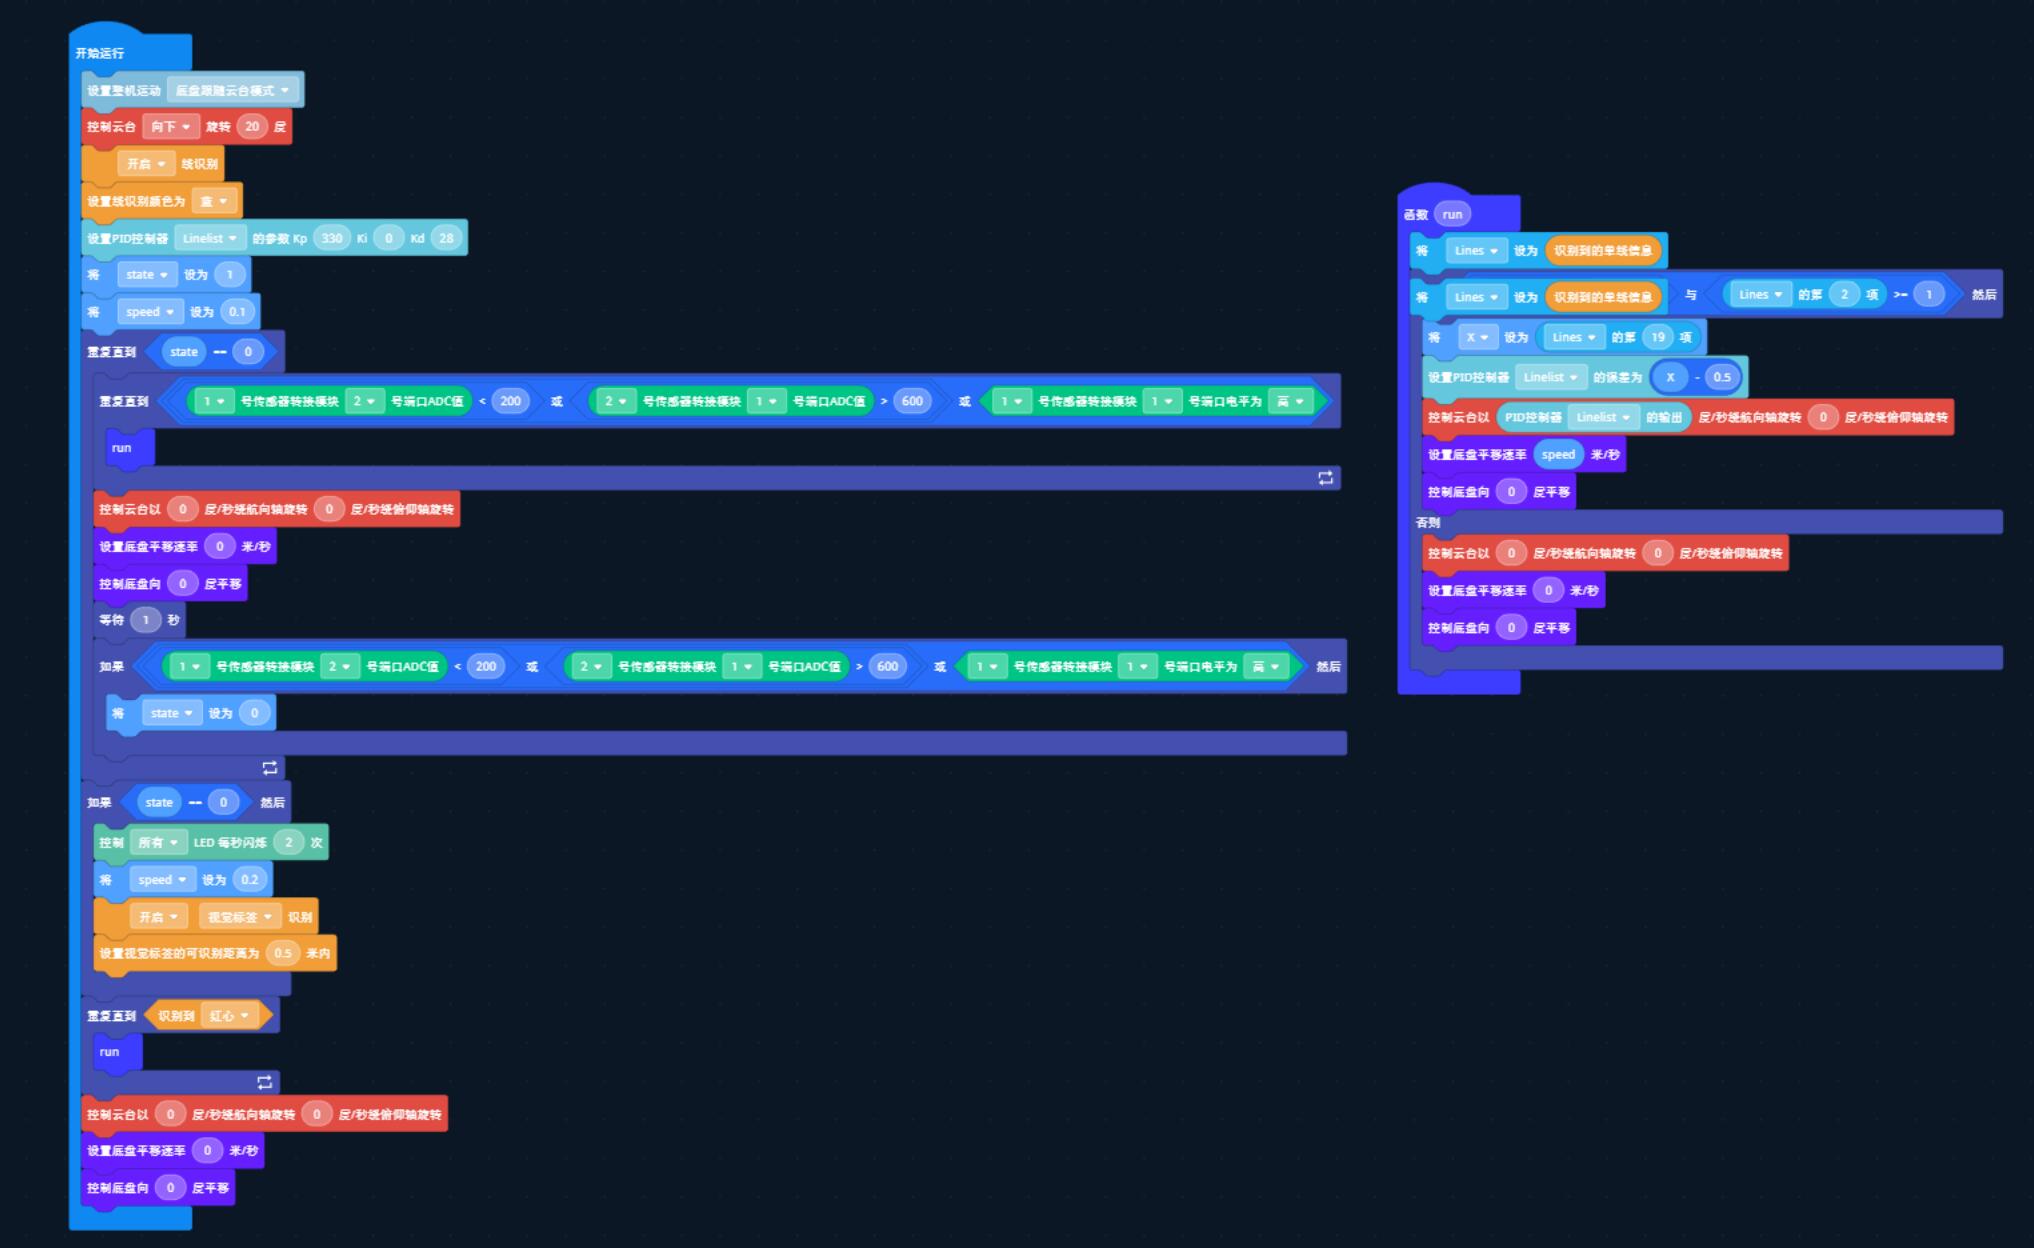 开始运行
设置整机运动 底盘跟随云台模式
控制云台 向下 旋转 20 度
开启 线识别
设置线识别颜色为 蓝
设置PID控制器 Linelist 的参数 Kp 330 Ki 0 Kd 28
将 state 设为 1
将 speed 设为 0.1
重复直到 state == 0
重复直到 1 号传感器转接模块 2 号端口ADC值 < 200 或 2 号传感器转接模块 1 号端口ADC值 > 600 或 1 号传感器转接模块 1 号端口电平为 高
run
控制云台以 0 度/秒绕航向轴旋转 0 度/秒绕俯仰轴旋转
设置底盘平移速率 0 米/秒
控制底盘向 0 度平移
等待 1 秒
如果 1 号传感器转接模块 2 号端口ADC值 < 200 或 2 号传感器转接模块 1 号端口ADC值 > 600 或 1 号传感器转接模块 1 号端口电平为 高 然后
将 state 设为 0
如果 state == 0 然后
控制 所有 LED 每秒闪烁 2 次
将 speed 设为 0.2
开启 视觉标签 识别
设置视觉标签的可识别距离为 0.5 米内
重复直到 识别到 红心
run
控制云台以 0 度/秒绕航向轴旋转 0 度/秒绕俯仰轴旋转
设置底盘平移速率 0 米/秒
控制底盘向 0 度平移
函数 run
将 Lines 设为 识别到的单线信息
将 Lines 设为 识别到的单线信息 与 Lines 的第 2 项 >= 1 然后
将 X 设为 Lines 的第 19 项
设置PID控制器 Linelist 的误差为 X - 0.5
控制云台以 PID控制器 Linelist 的输出 度/秒绕航向轴旋转 0 度/秒绕俯仰轴旋转
设置底盘平移速率 speed 米/秒
控制底盘向 0 度平移
否则
控制云台以 0 度/秒绕航向轴旋转 0 度/秒绕俯仰轴旋转
设置底盘平移速率 0 米/秒
控制底盘向 0 度平移